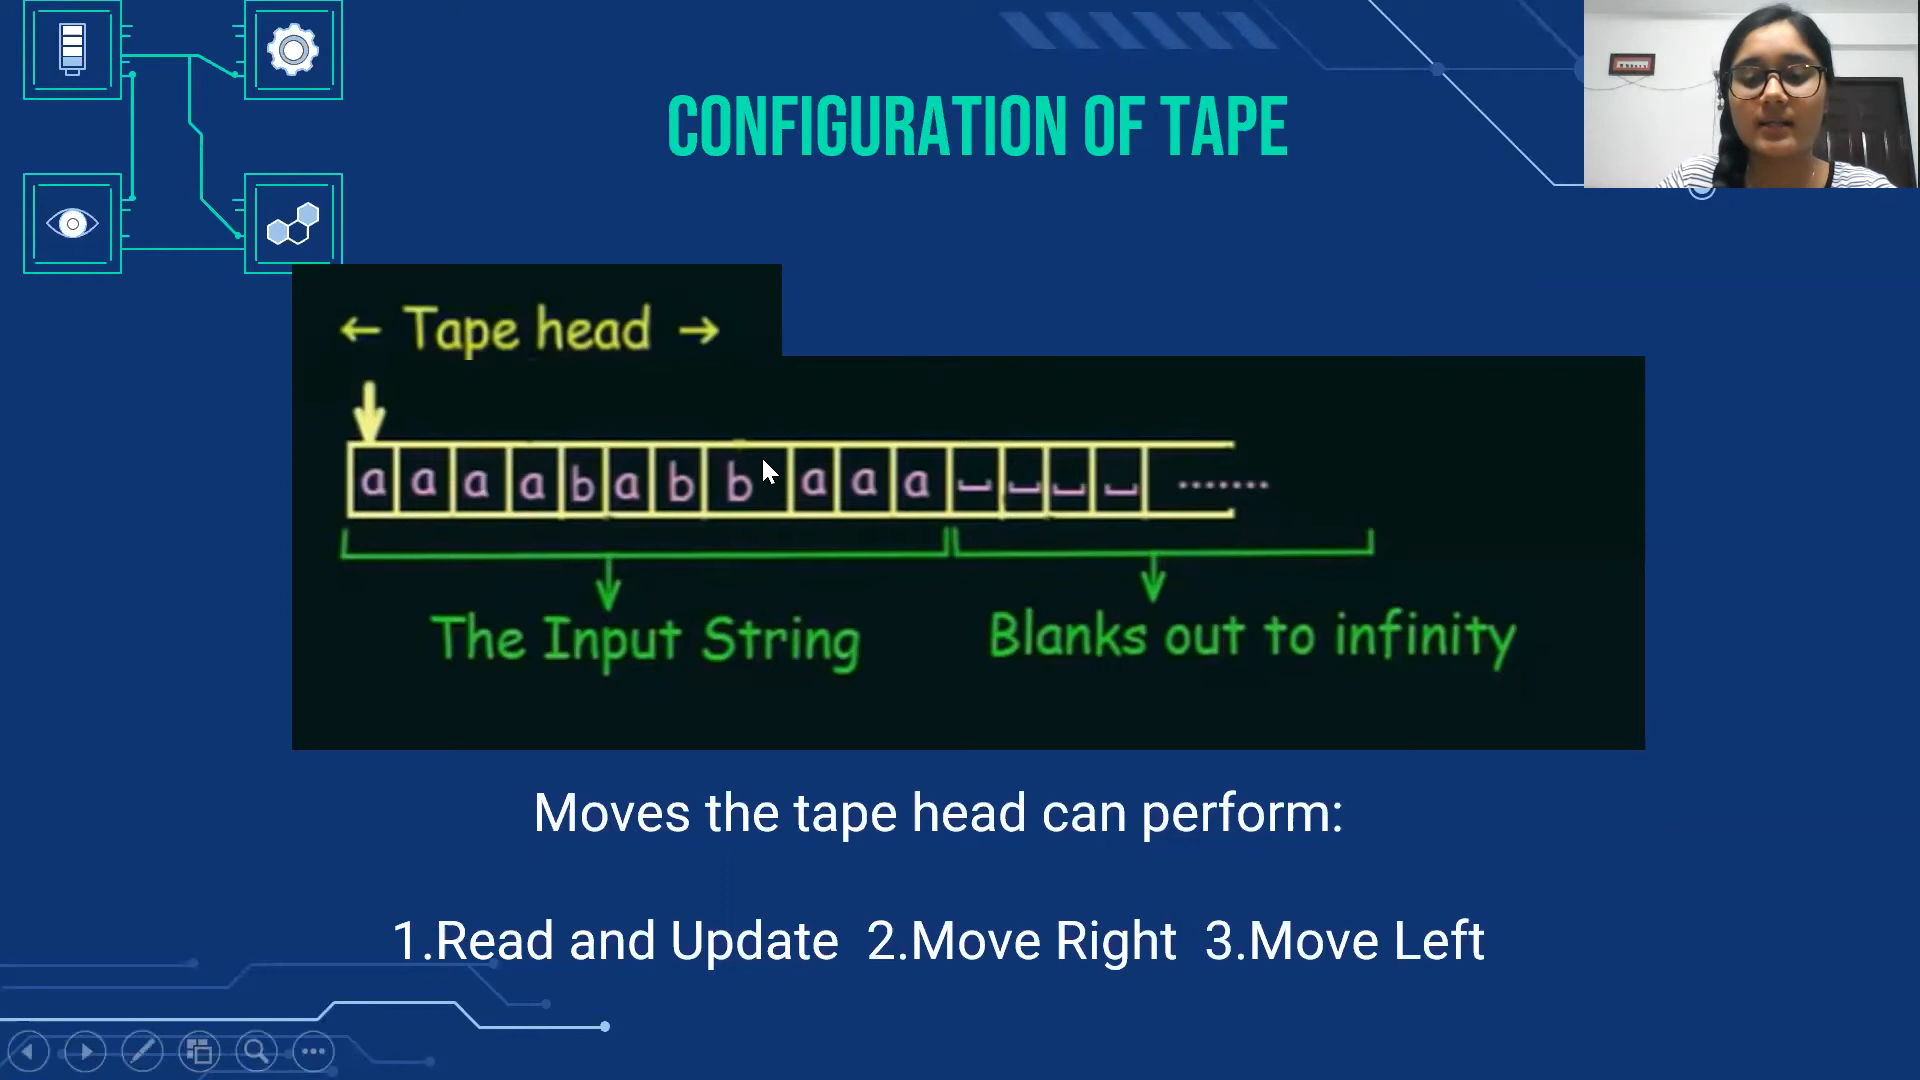 CONFIGURATION OF TAPE
← Tape head →
a a a a b a b b a a a ⎵ ⎵ ⎵ ⎵ .......
The Input String Blanks out to infinity
Moves the tape head can perform:
1.Read and Update 2.Move Right 3.Move Left